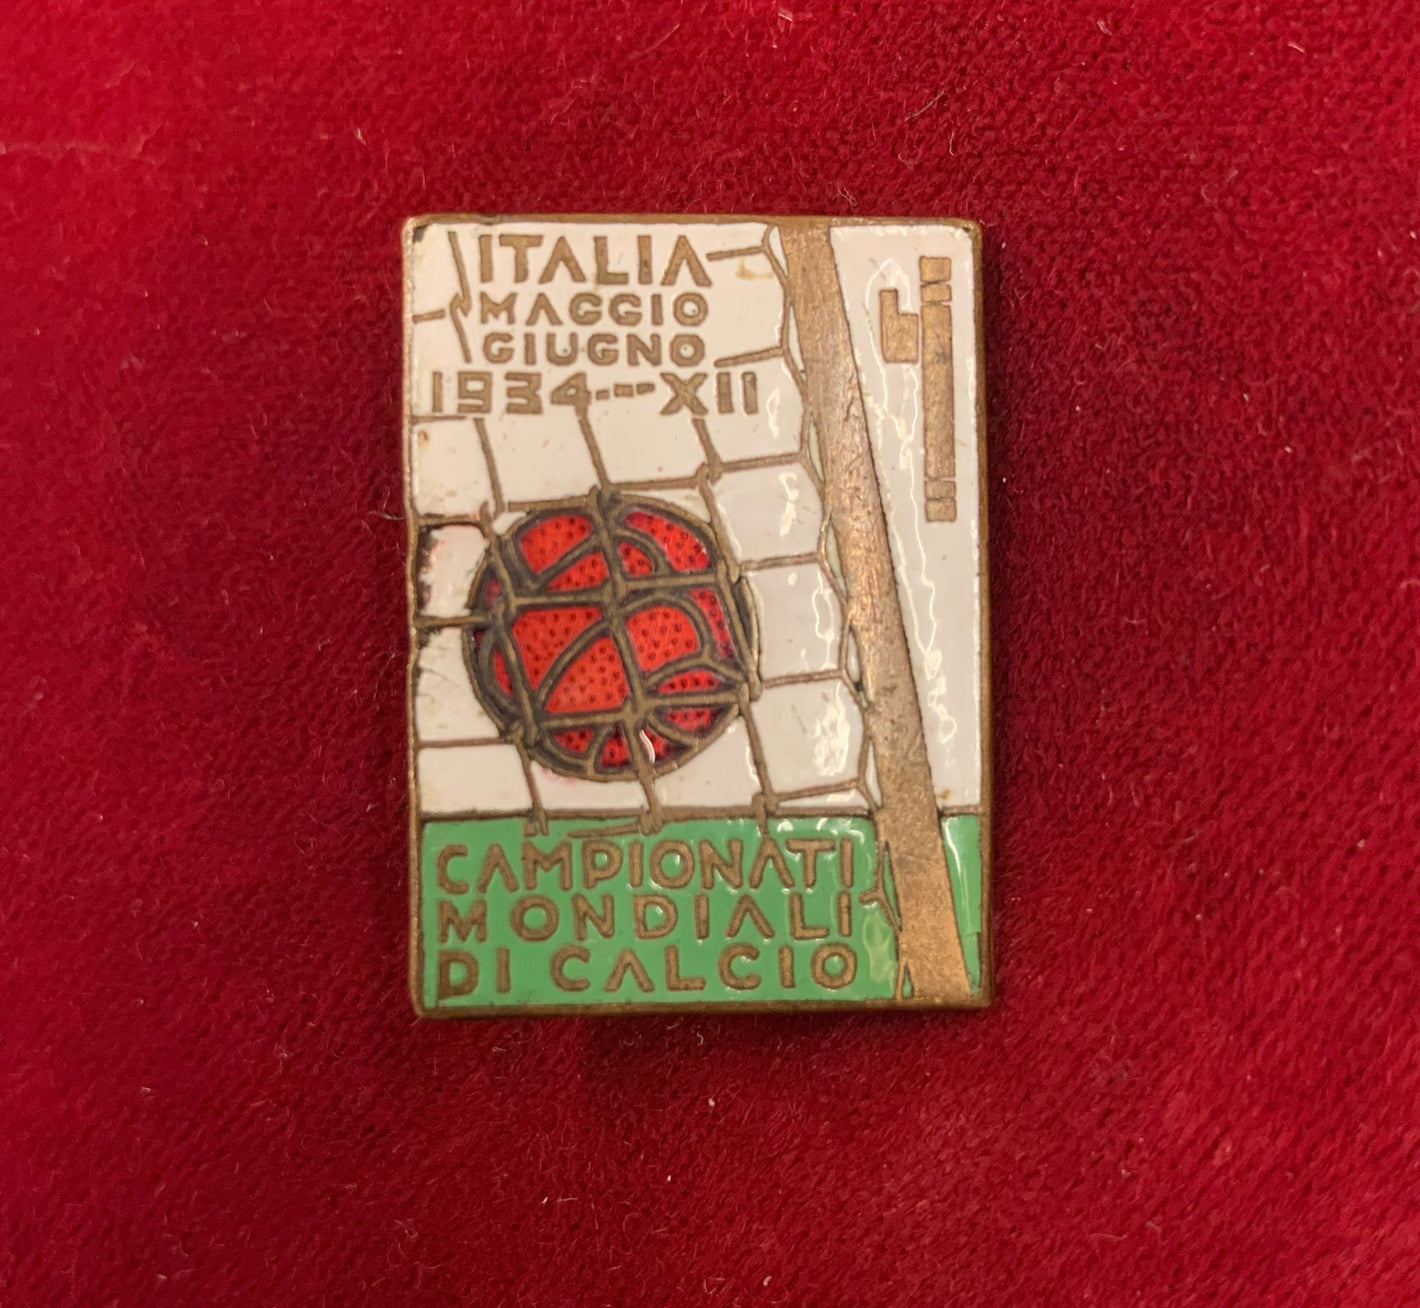 ITALIA
MAGGIO
GIUGNO
1934---XII
CAMPIONATI
MONDIALI
DI CALCIO